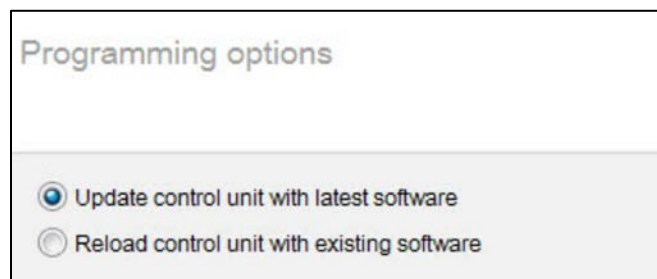 Programming options
Update control unit with latest software
Reload control unit with existing software